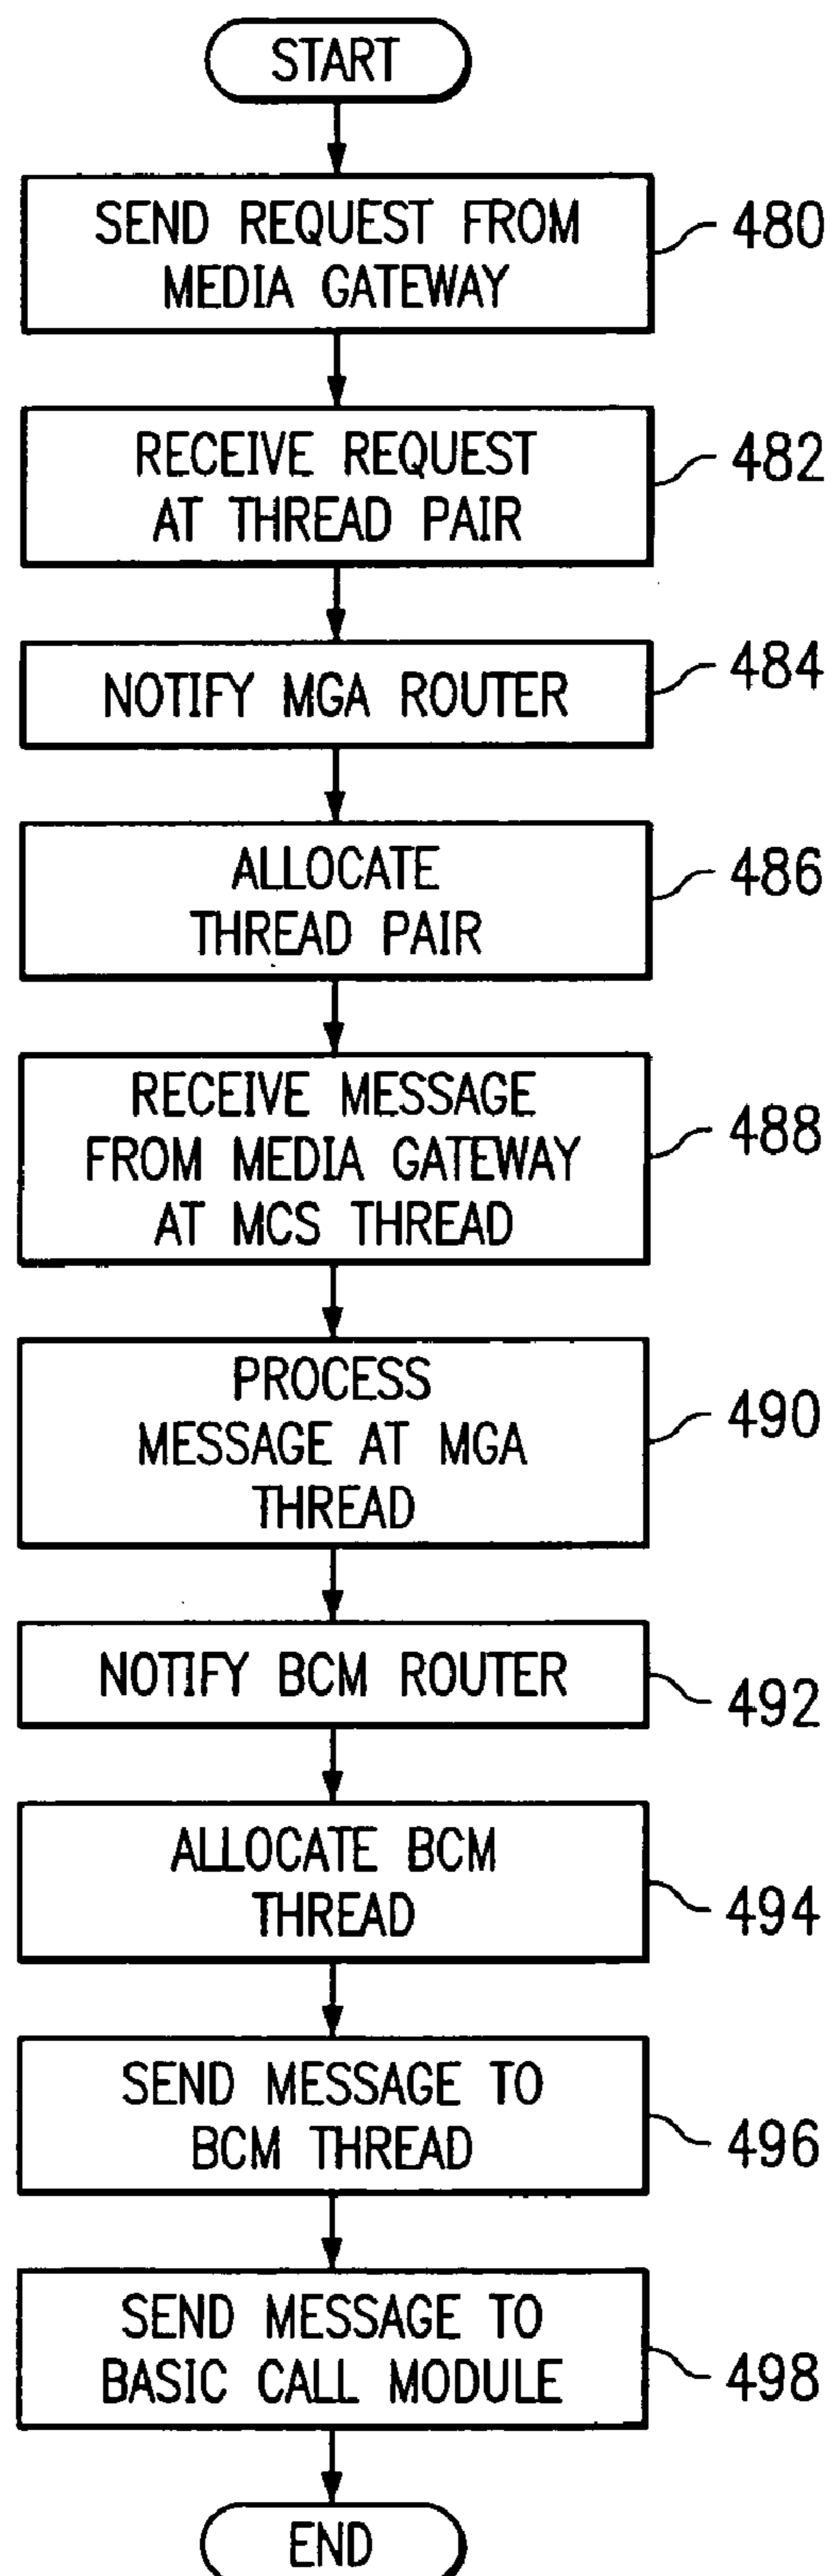 START
SEND REQUEST FROM
MEDIA GATEWAY
480
RECEIVE REQUEST
AT THREAD PAIR
482
NOTIFY MGA ROUTER
484
ALLOCATE
THREAD PAIR
486
RECEIVE MESSAGE
FROM MEDIA GATEWAY
AT MCS THREAD
488
PROCESS
MESSAGE AT MGA
THREAD
490
NOTIFY BCM ROUTER
492
ALLOCATE BCM
THREAD
494
SEND MESSAGE TO
BCM THREAD
496
SEND MESSAGE TO
BASIC CALL MODULE
498
END